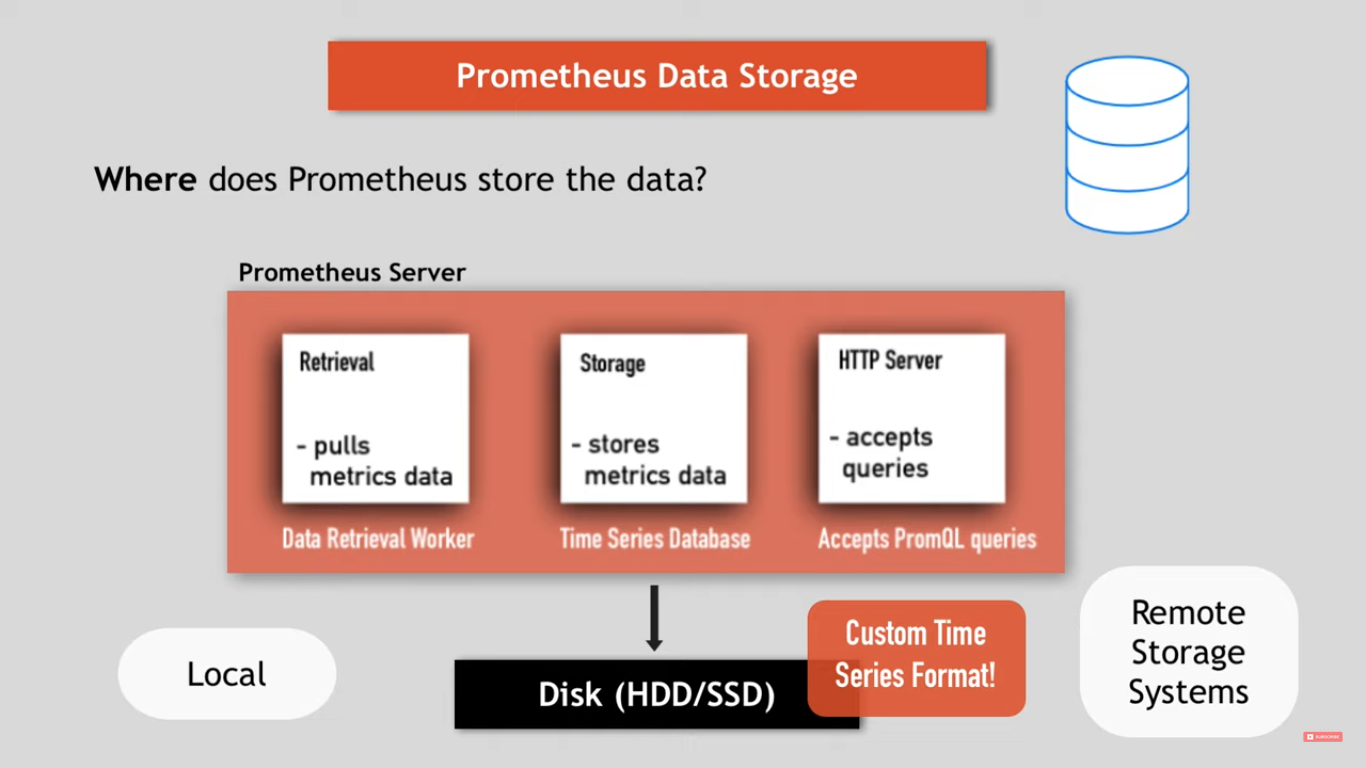 Prometheus Data Storage
Where does Prometheus store the data?
Prometheus Server
Retrieval
- pulls
metrics data
Data Retrieval Worker
Storage
- stores
metrics data
Time Series Database
HTTP Server
- accepts
queries
Accepts PromQL queries
Local
Disk (HDD/SSD)
Custom Time
Series Format!
Remote
Storage
Systems
SUBSCRIBE